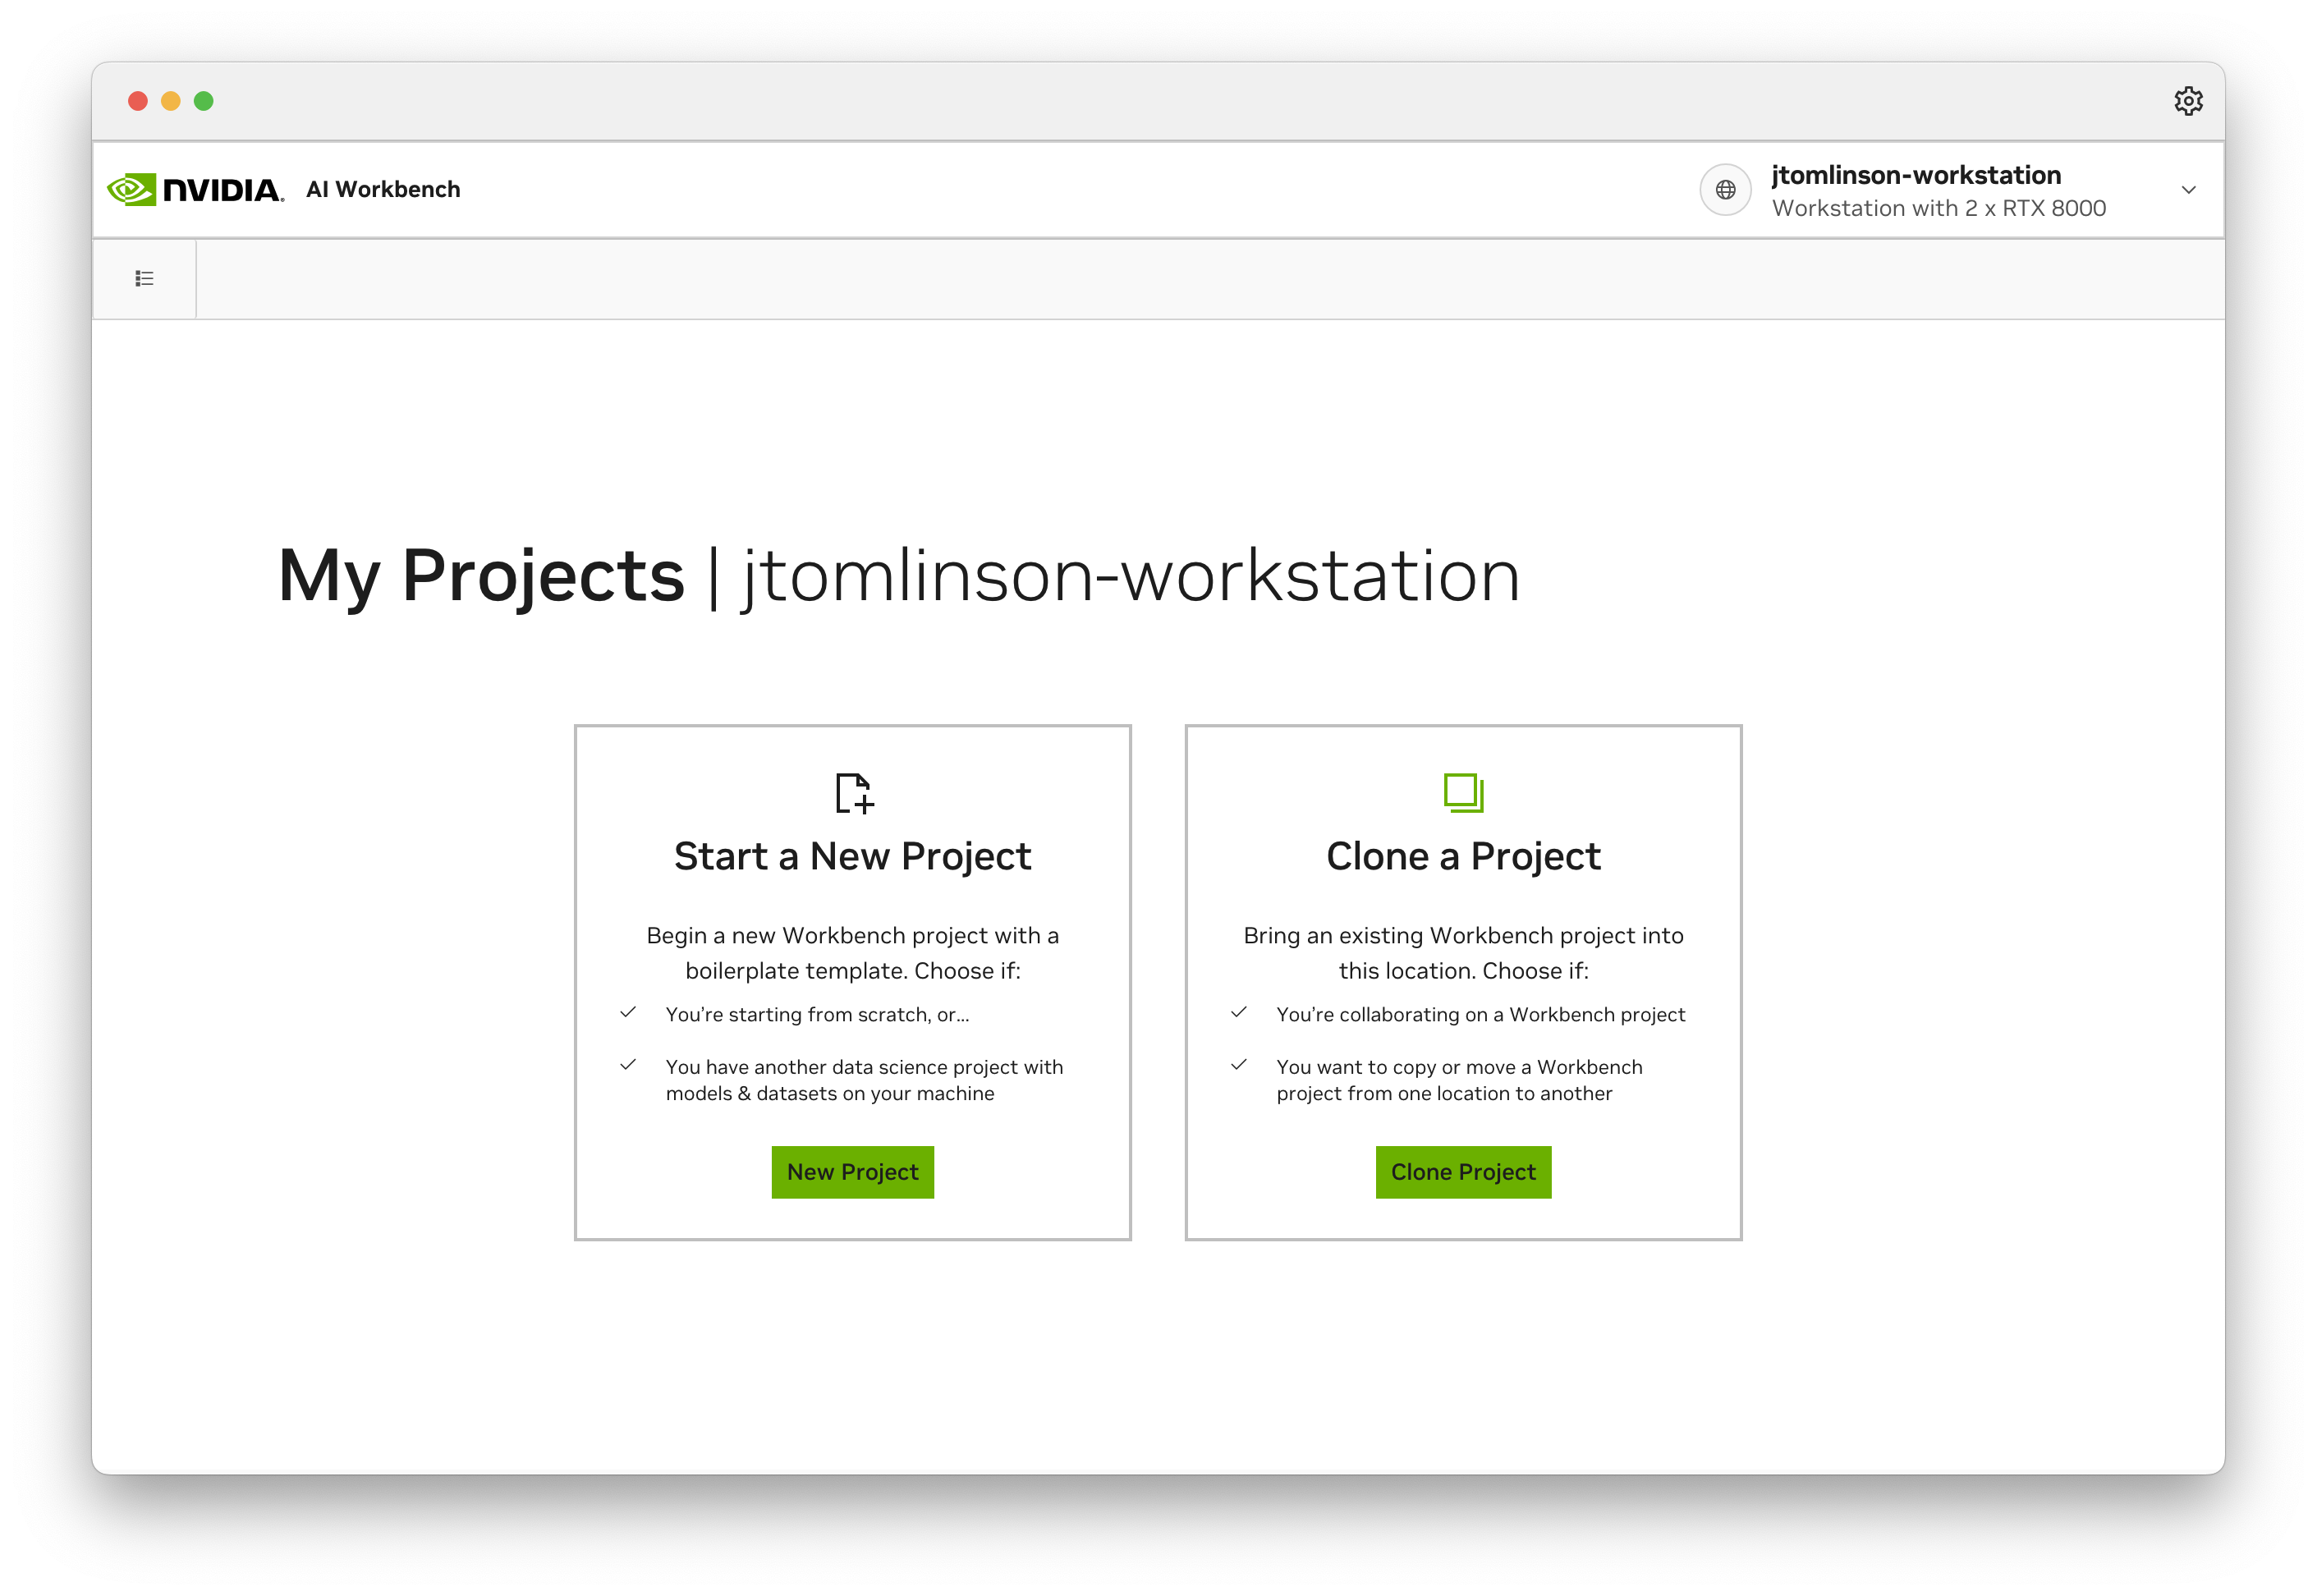 NVIDIA. AI Workbench
jtomlinson-workstation
Workstation with 2 x RTX 8000
My Projects | jtomlinson-workstation
Start a New Project
Begin a new Workbench project with a
boilerplate template. Choose if:
You’re starting from scratch, or...
You have another data science project with
models & datasets on your machine
New Project
Clone a Project
Bring an existing Workbench project into
this location. Choose if:
You’re collaborating on a Workbench project
You want to copy or move a Workbench
project from one location to another
Clone Project